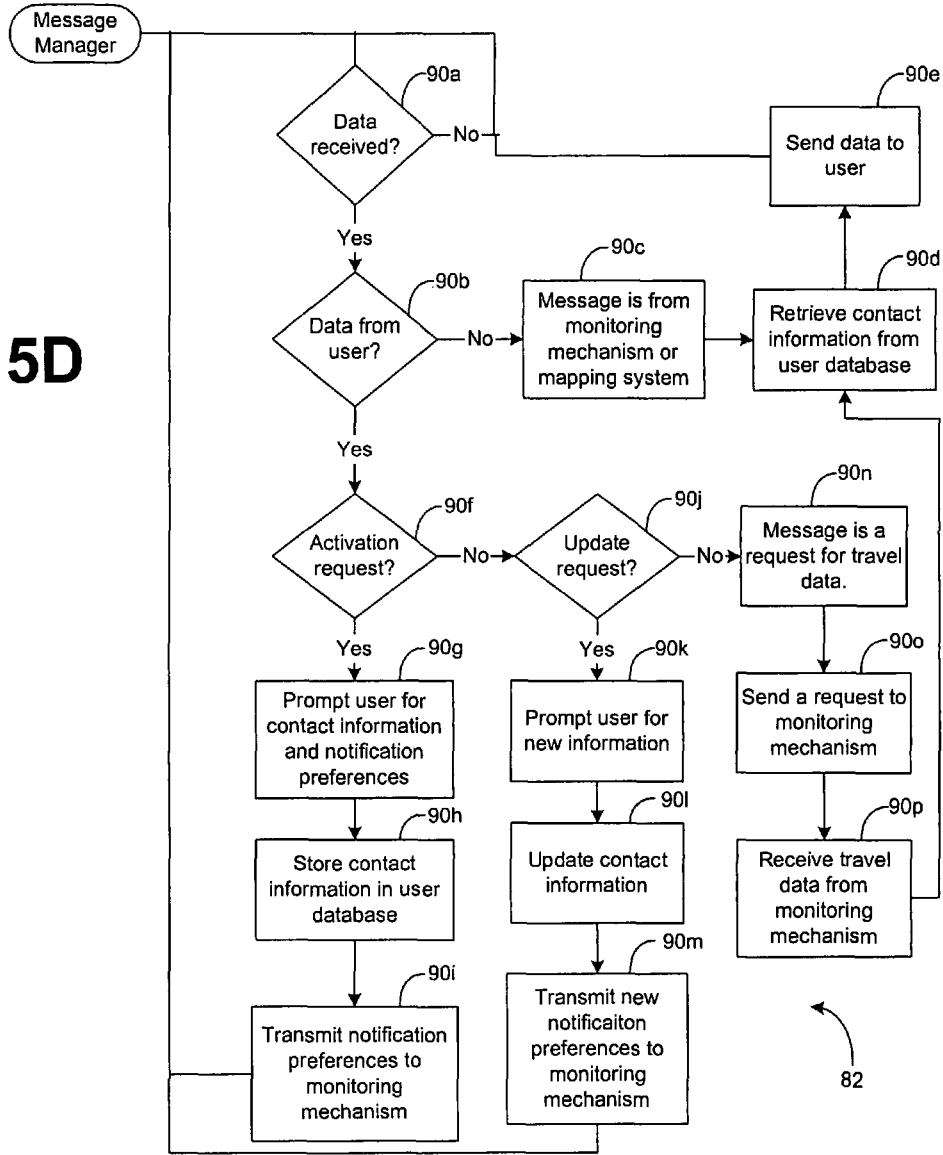 Message
Manager
90a
Data
received?
No
90e
Send data to
user
Yes
90b
Data from
user?
No
90c
Message is from
monitoring
mechanism or
mapping system
90d
Retrieve contact
information from
user database
5D
Yes
90f
Activation
request?
No
90j
Update
request?
No
90n
Message is a
request for travel
data.
Yes
90g
Prompt user for
contact information
and notification
preferences
Yes
90k
Prompt user for
new information
90o
Send a request to
monitoring
mechanism
90h
Store contact
information in user
database
90l
Update contact
information
90p
Receive travel
data from
monitoring
mechanism
90i
Transmit notification
preferences to
monitoring
mechanism
90m
Transmit new
notificaiton
preferences to
monitoring
mechanism
82